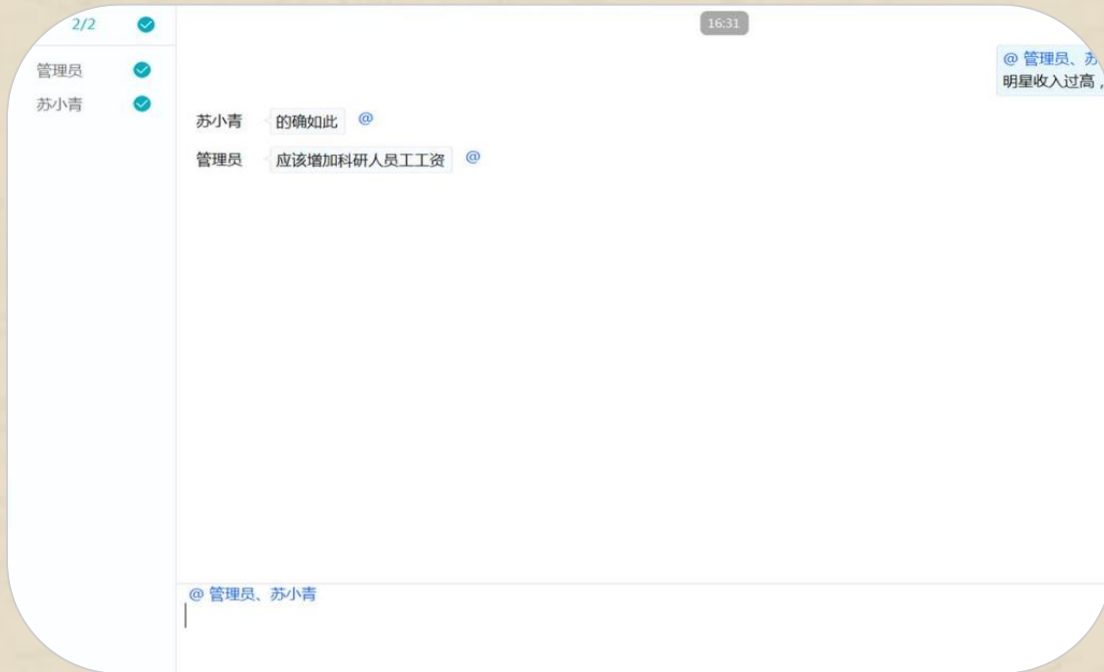 2/2
管理员
苏小青
16:31
@ 管理员、苏
明星收入过高，
苏小青 的确如此 @
管理员 应该增加科研人员工工资 @
@ 管理员、苏小青